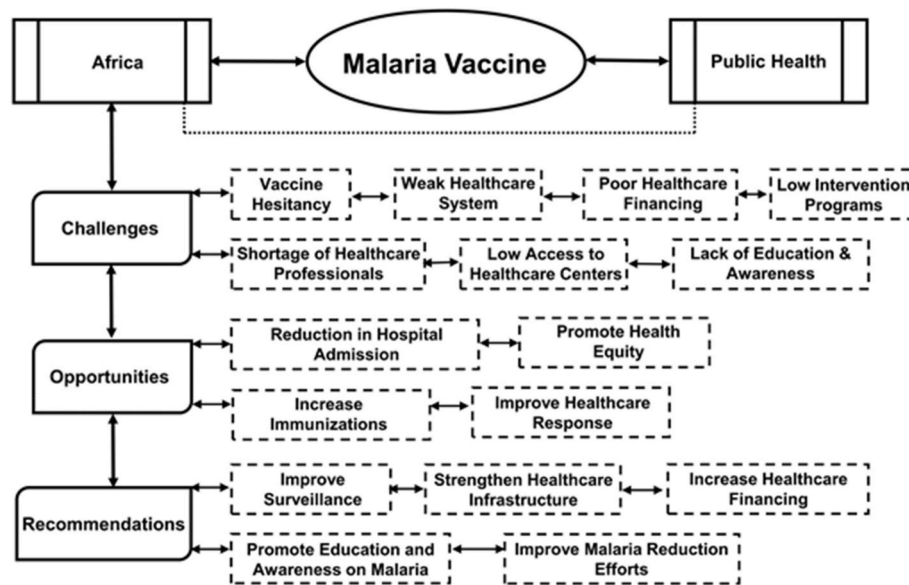 Africa
Malaria Vaccine
Public Health
Vaccine
Hesitancy
Weak Healthcare
System
Poor Healthcare
Financing
Low Intervention
Programs
Challenges
Shortage of Healthcare
Professionals
Low Access to
Healthcare Centers
Lack of Education &
Awareness
Reduction in Hospital
Admission
Promote Health
Equity
Opportunities
Increase
Immunizations
Improve Healthcare
Response
Improve
Surveillance
Strengthen Healthcare
Infrastructure
Increase Healthcare
Financing
Recommendations
Promote Education and
Awareness on Malaria
Improve Malaria Reduction
Efforts